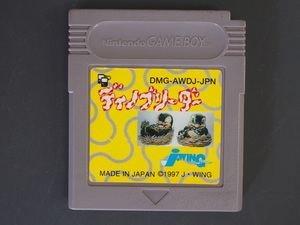 Nintendo GAME BOY
DMG-AWDJ-JPN
ディノブリーダー
J·WING
MADE IN JAPAN ©1997 J·WING